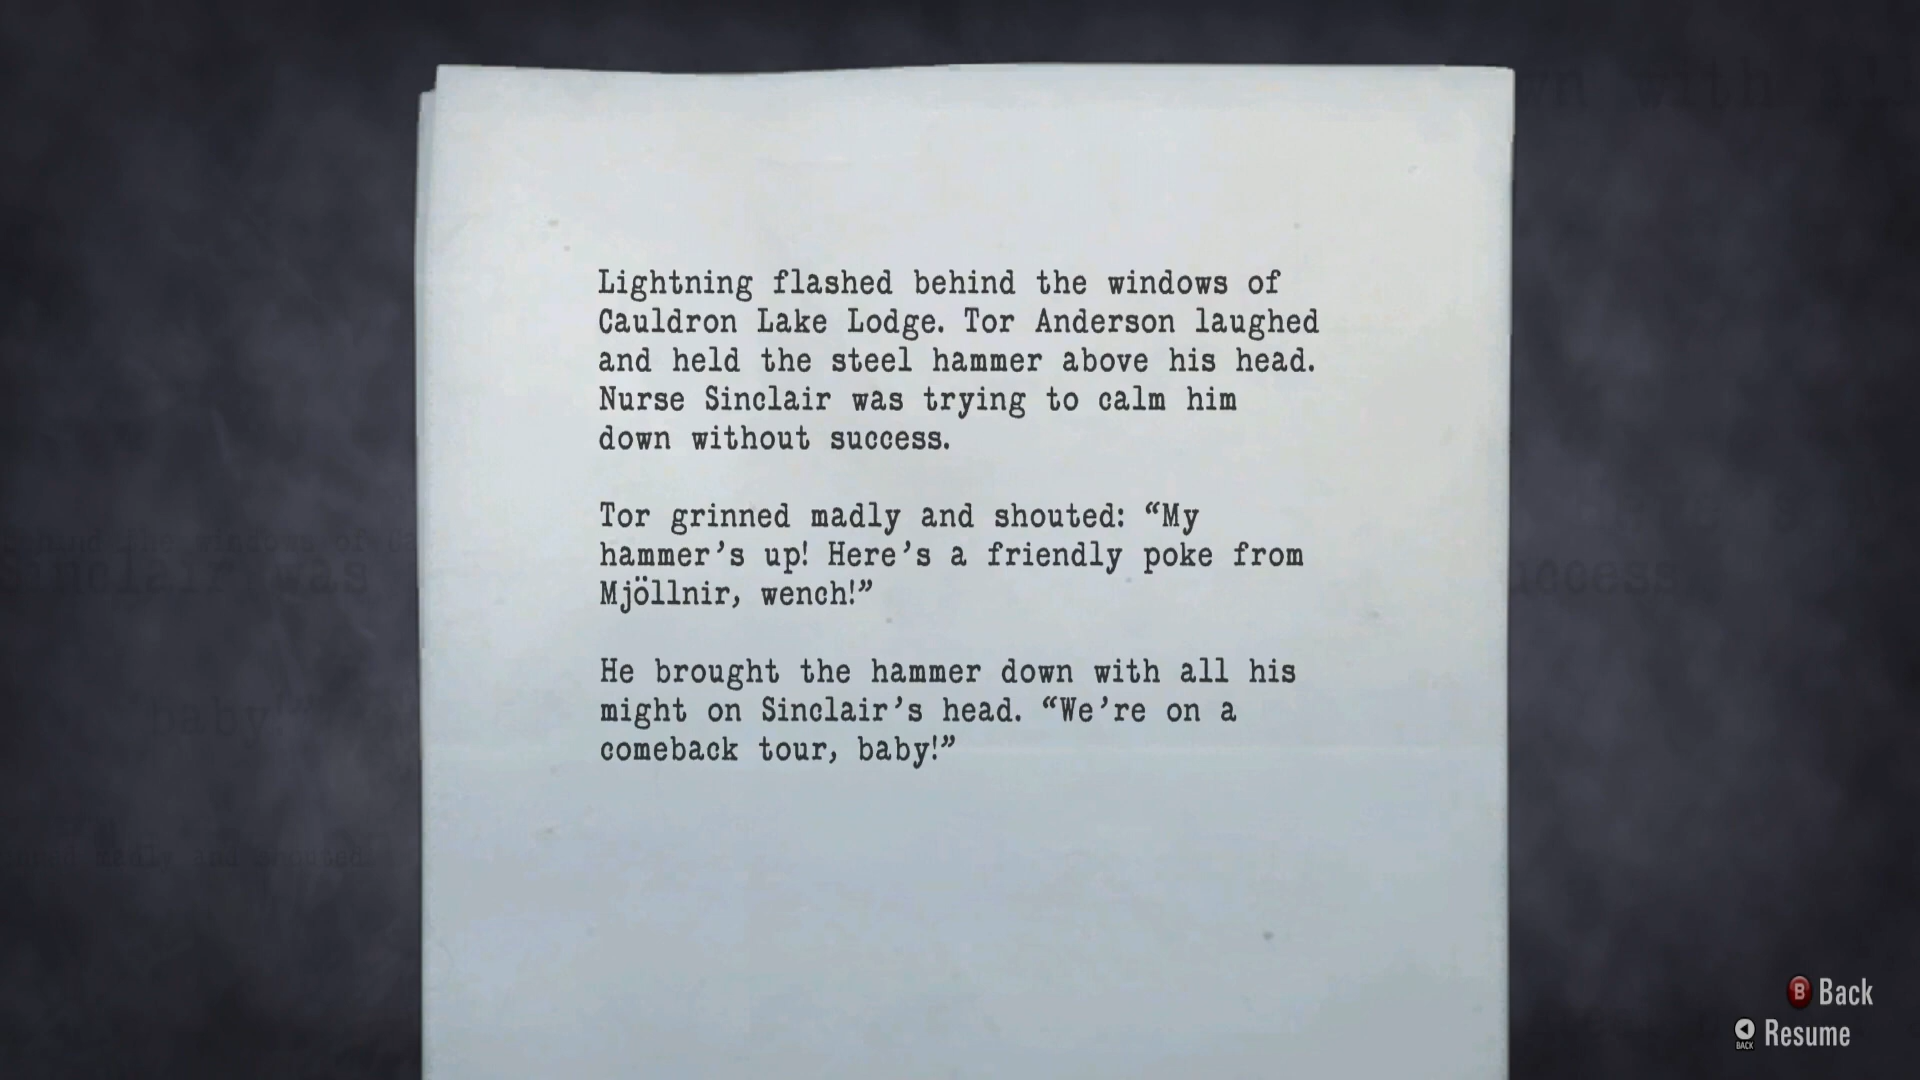 Lightning flashed behind the windows of
Cauldron Lake Lodge. Tor Anderson laughed
and held the steel hammer above his head.
Nurse Sinclair was trying to calm him
down without success.
Tor grinned madly and shouted: “My
hammer’s up! Here’s a friendly poke from
Mjöllnir, wench!”
He brought the hammer down with all his
might on Sinclair’s head. “We’re on a
comeback tour, baby!”
B Back
BACK Resume